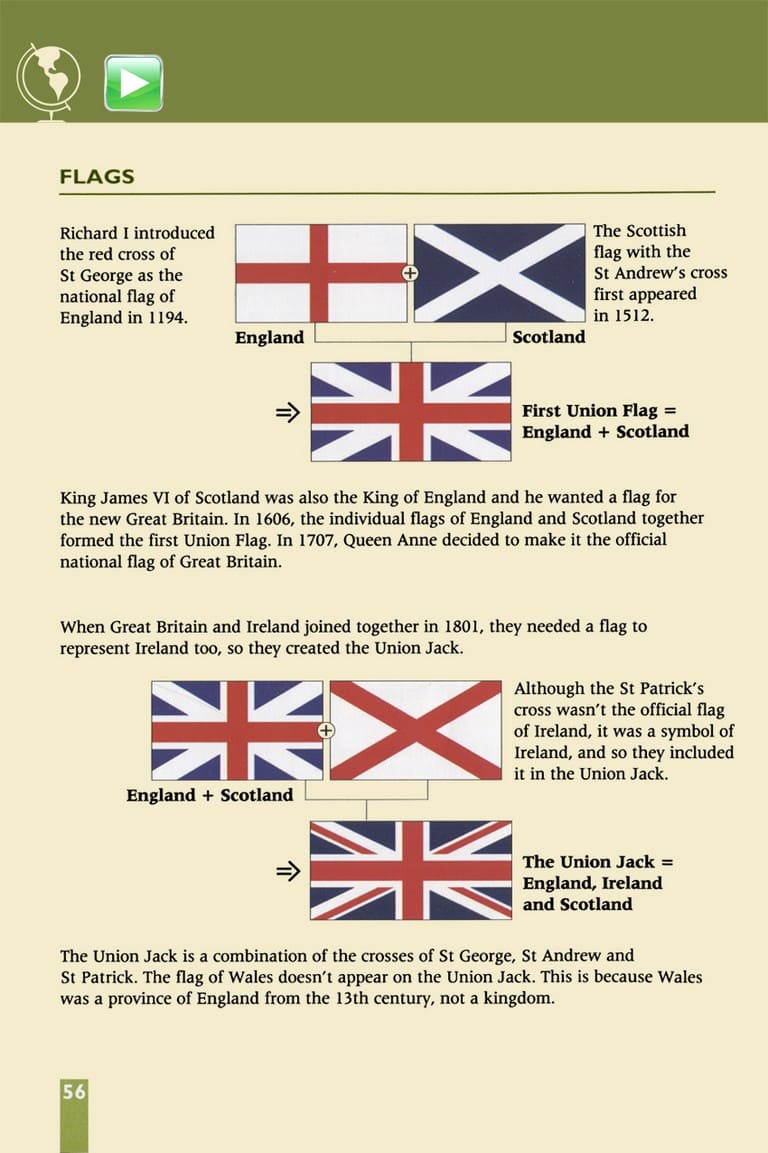 FLAGS
Richard I introduced
the red cross of
St George as the
national flag of
England in 1194.
+
The Scottish
flag with the
St Andrew's cross
first appeared
in 1512.
England
Scotland
⇒
First Union Flag =
England + Scotland
King James VI of Scotland was also the King of England and he wanted a flag for
the new Great Britain. In 1606, the individual flags of England and Scotland together
formed the first Union Flag. In 1707, Queen Anne decided to make it the official
national flag of Great Britain.
When Great Britain and Ireland joined together in 1801, they needed a flag to
represent Ireland too, so they created the Union Jack.
+
Although the St Patrick's
cross wasn't the official flag
of Ireland, it was a symbol of
Ireland, and so they included
it in the Union Jack.
England + Scotland
⇒
The Union Jack =
England, Ireland
and Scotland
The Union Jack is a combination of the crosses of St George, St Andrew and
St Patrick. The flag of Wales doesn't appear on the Union Jack. This is because Wales
was a province of England from the 13th century, not a kingdom.
56